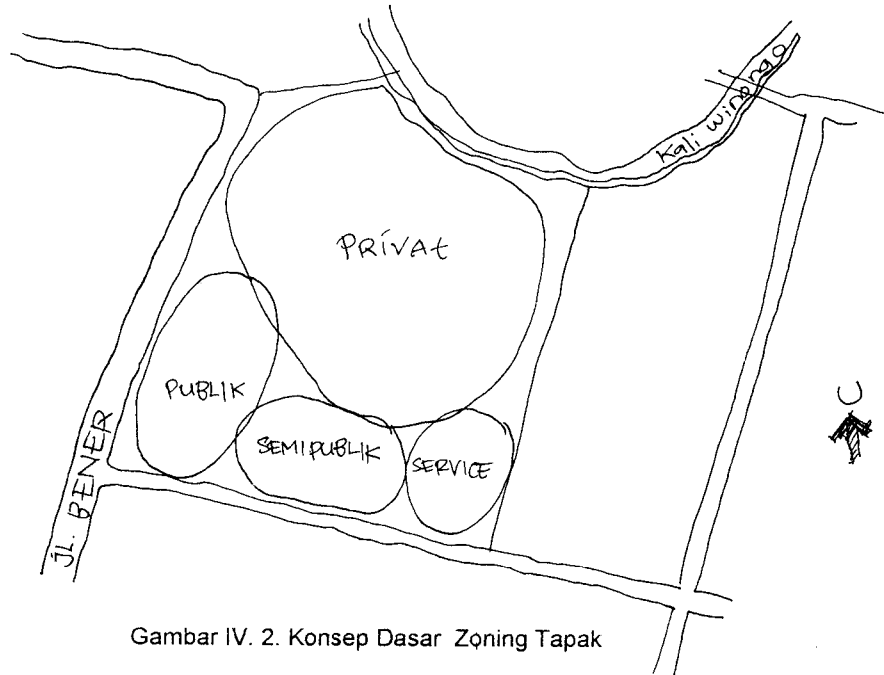 Kali Winongo
PRIVAt
PUBLIK
SEMIPUBLIK
SERVICE
JL. BENER
U
Gambar IV. 2. Konsep Dasar Zoning Tapak